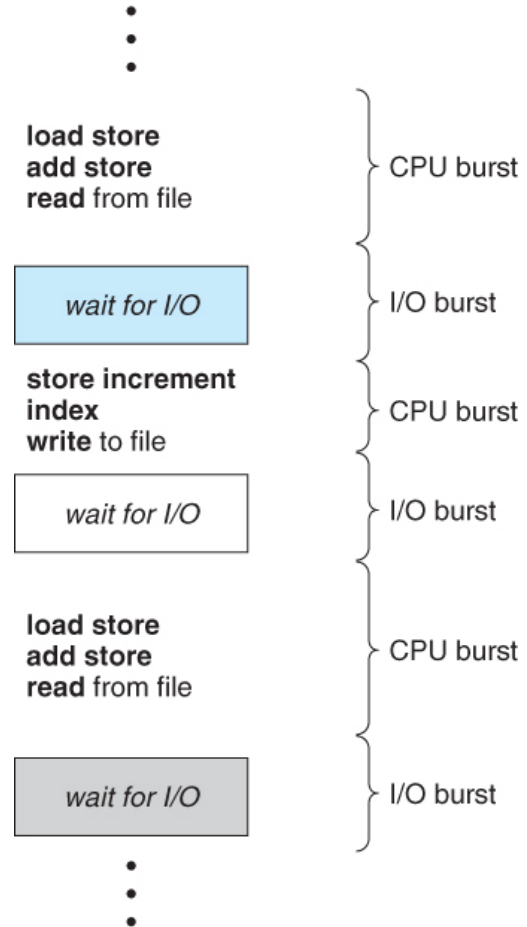 load store
add store
read from file
CPU burst
wait for I/O
I/O burst
store increment
index
write to file
CPU burst
wait for I/O
I/O burst
load store
add store
read from file
CPU burst
wait for I/O
I/O burst